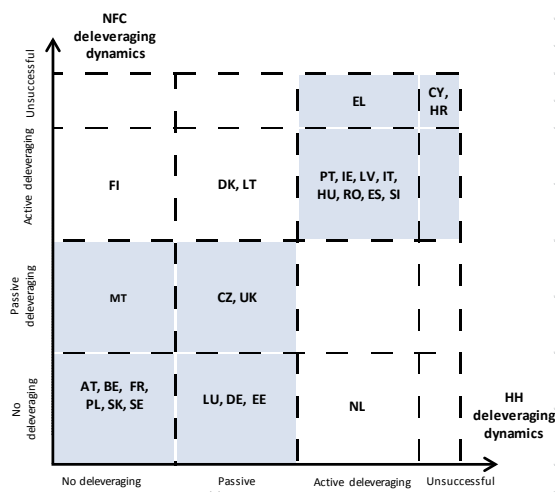 NFC
deleveraging
dynamics
Unsuccessful
EL
CY,
HR
Active deleveraging
FI
DK, LT
PT, IE, LV, IT,
HU, RO, ES, SI
Passive
deleveraging
MT
CZ, UK
No
deleveraging
AT, BE, FR,
PL, SK, SE
LU, DE, EE
NL
HH
deleveraging
dynamics
No deleveraging
Passive
Active deleveraging
Unsuccessful